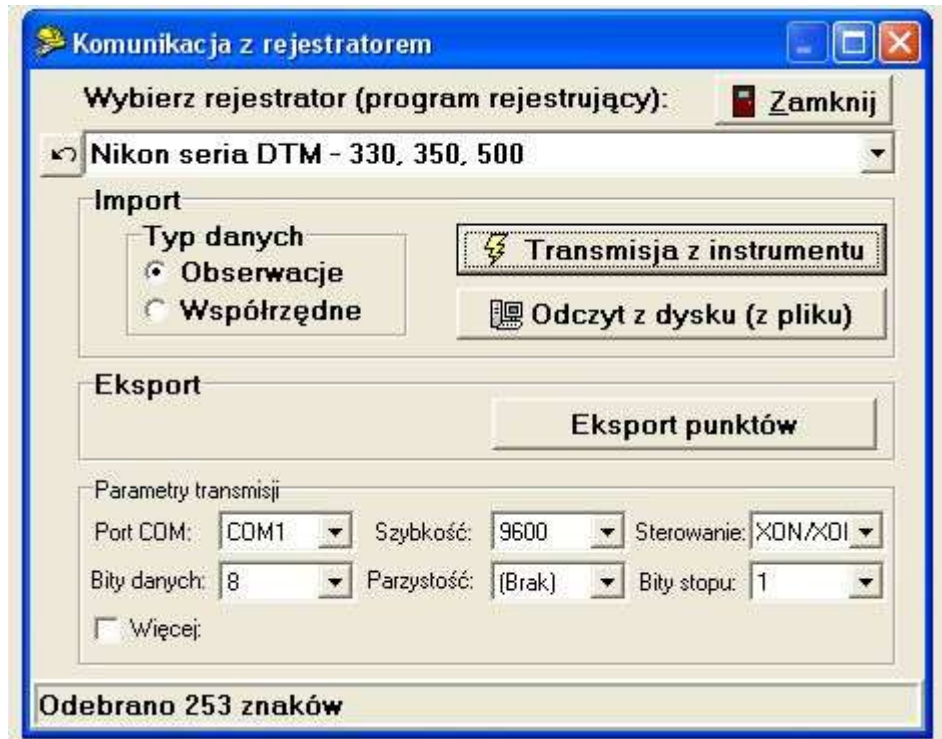 Komunikacja z rejestratorem
Wybierz rejestrator (program rejestrujący):
Zamknij
Nikon seria DTM - 330, 350, 500
Import
Typ danych
Obserwacje
Współrzędne
Transmisja z instrumentu
Odczyt z dysku (z pliku)
Eksport
Eksport punktów
Parametry transmisji
Port COM: COM1 Szybkość: 9600 Sterowanie: XON/XOI
Bity danych: 8 Parzystość: (Brak) Bity stopu: 1
Więcej:
Odebrano 253 znaków